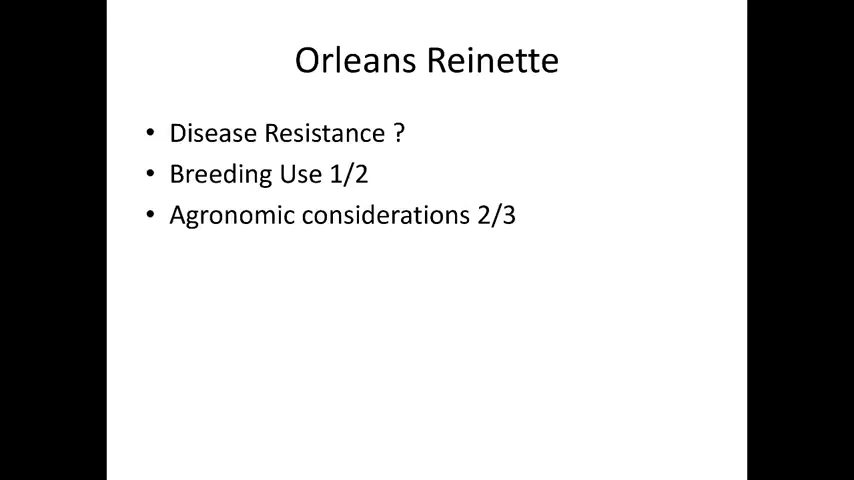 Orleans Reinette
• Disease Resistance ?
• Breeding Use 1/2
• Agronomic considerations 2/3